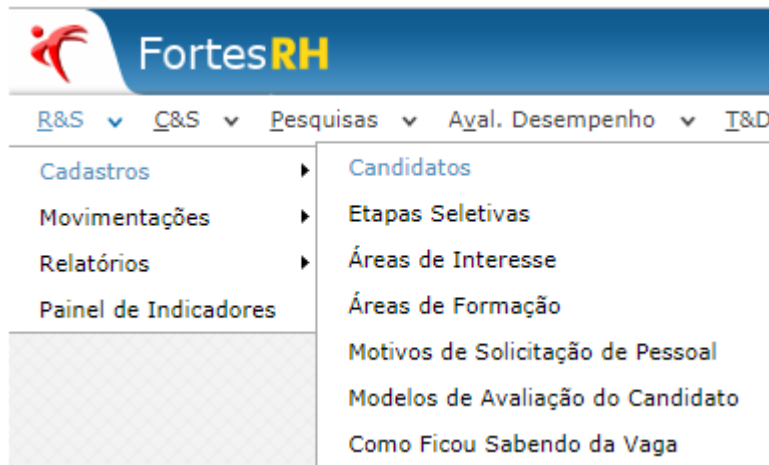 FortesRH
R&S C&S Pesquisas Aval. Desempenho T&D
Cadastros
Movimentações
Relatórios
Painel de Indicadores
Candidatos
Etapas Seletivas
Áreas de Interesse
Áreas de Formação
Motivos de Solicitação de Pessoal
Modelos de Avaliação do Candidato
Como Ficou Sabendo da Vaga